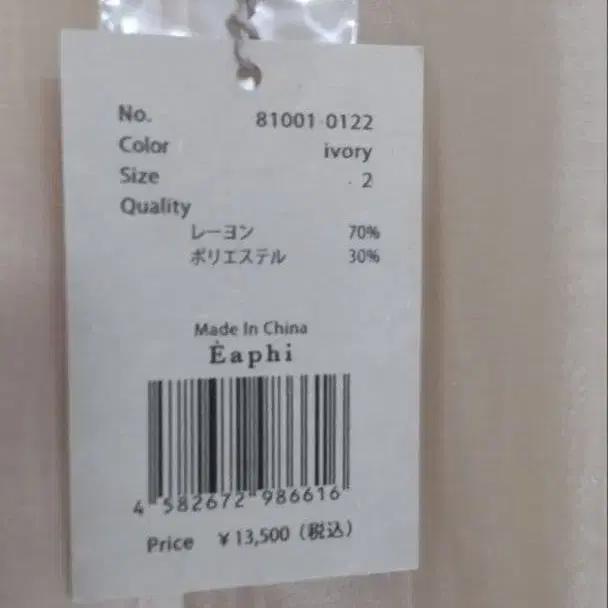 No. 81001 0122
Color ivory
Size 2
Quality
レーヨン 70%
ポリエステル 30%
Made In China
Èaphi
4 582672 986616
Price ¥13,500（税込）